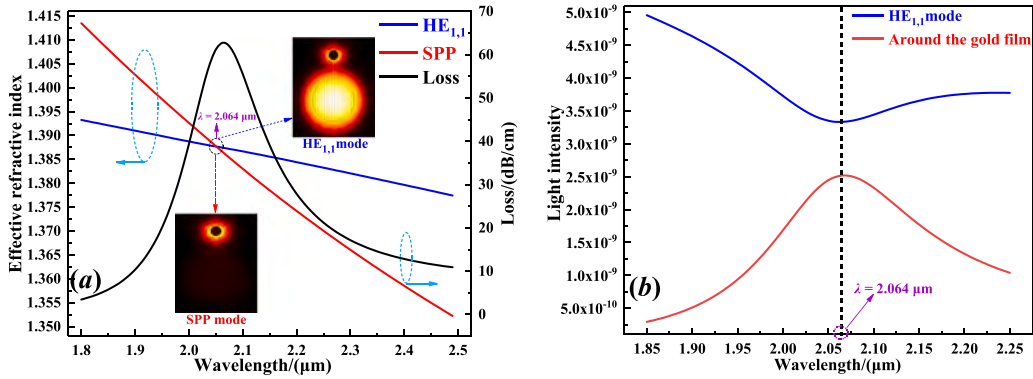 1.415
1.410
1.405
1.400
1.395
1.390
1.385
1.380
1.375
1.370
1.365
1.360
1.355
1.350
Effective refractive index
1.8 1.9 2.0 2.1 2.2 2.3 2.4 2.5
Wavelength/(μm)
70
60
50
40
30
20
10
0
Loss/(dB/cm)
HE1,1
SPP
Loss
λ = 2.064 μm
HE1,1mode
SPP mode
(a)
5.0x10-9
4.5x10-9
4.0x10-9
3.5x10-9
3.0x10-9
2.5x10-9
2.0x10-9
1.5x10-9
1.0x10-9
5.0x10-10
Light intensity
1.85 1.90 1.95 2.00 2.05 2.10 2.15 2.20 2.25
Wavelength/(μm)
HE1,1mode
Around the gold film
λ = 2.064 μm
(b)